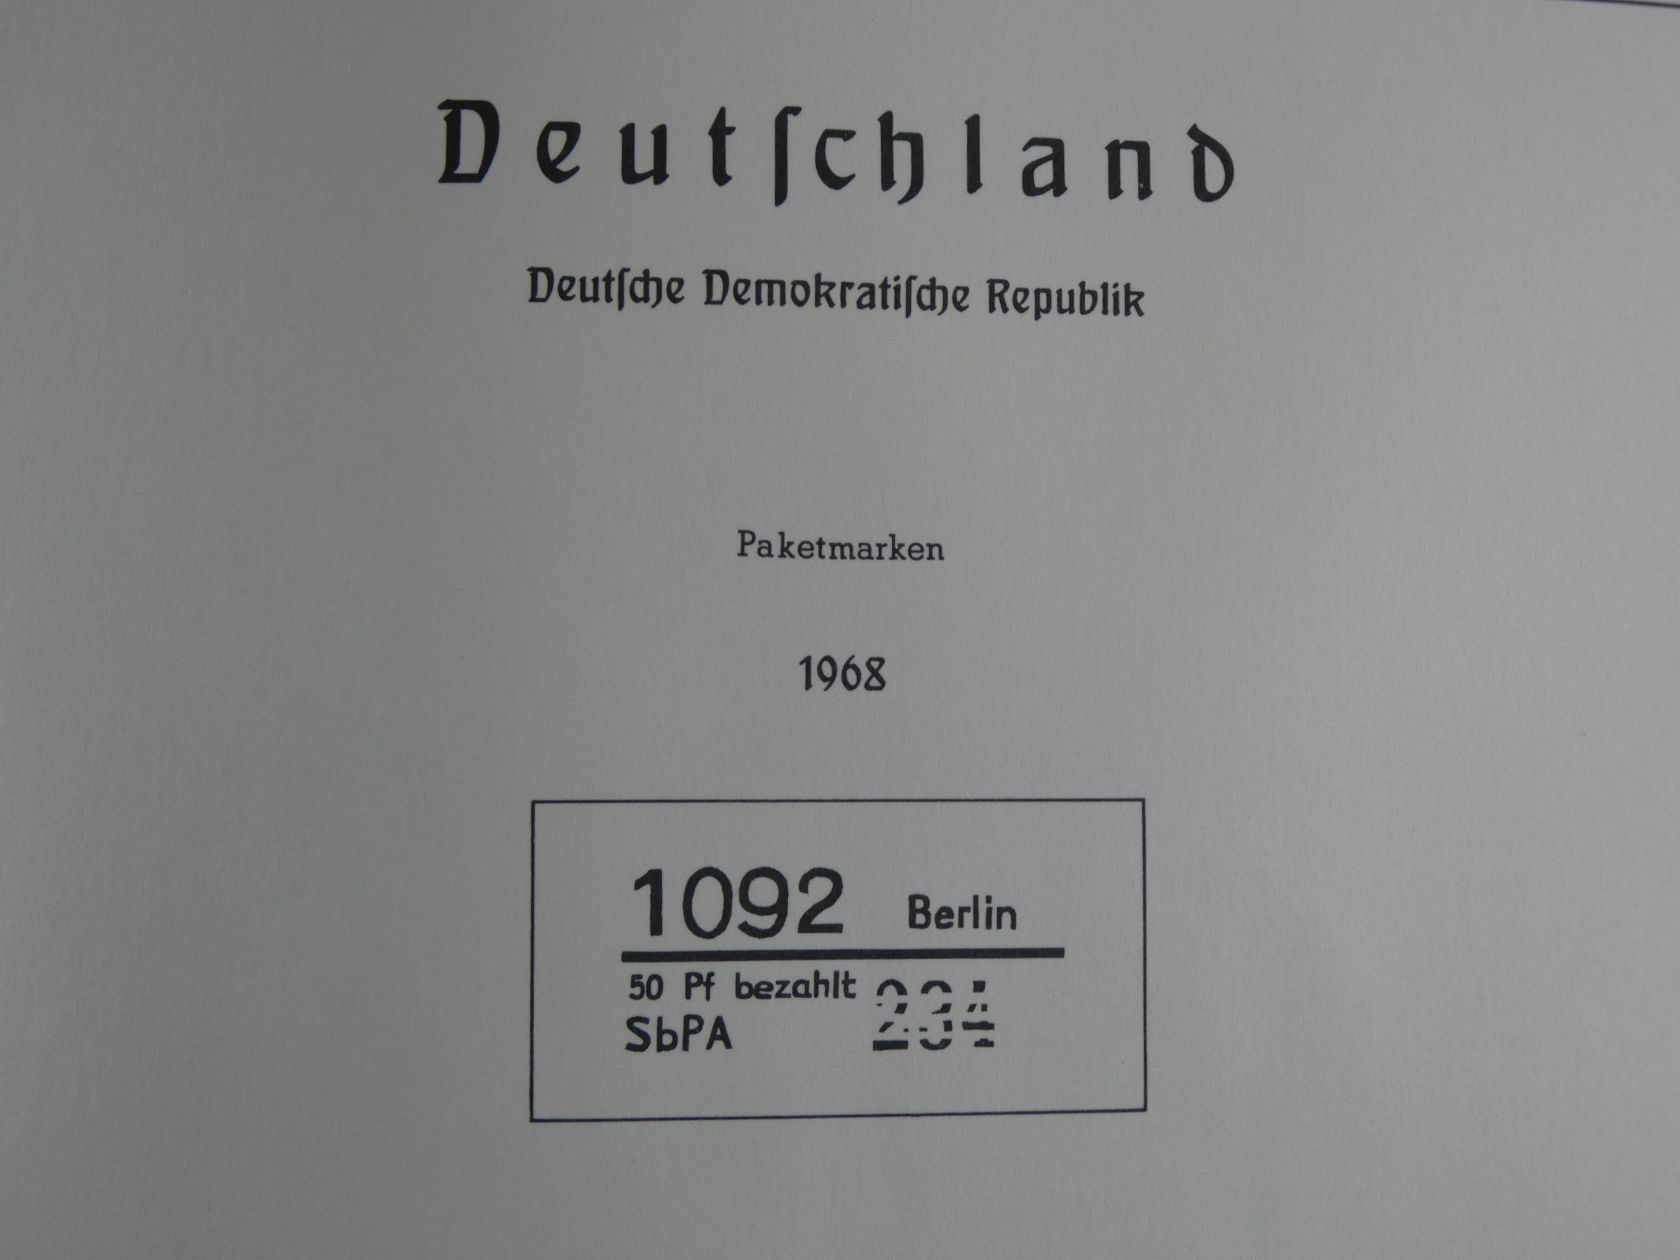 Deutſchland
Deutſche Demokratiſche Republik
Paketmarken
1968
1092 Berlin
50 Pf bezahlt
SbPA 234